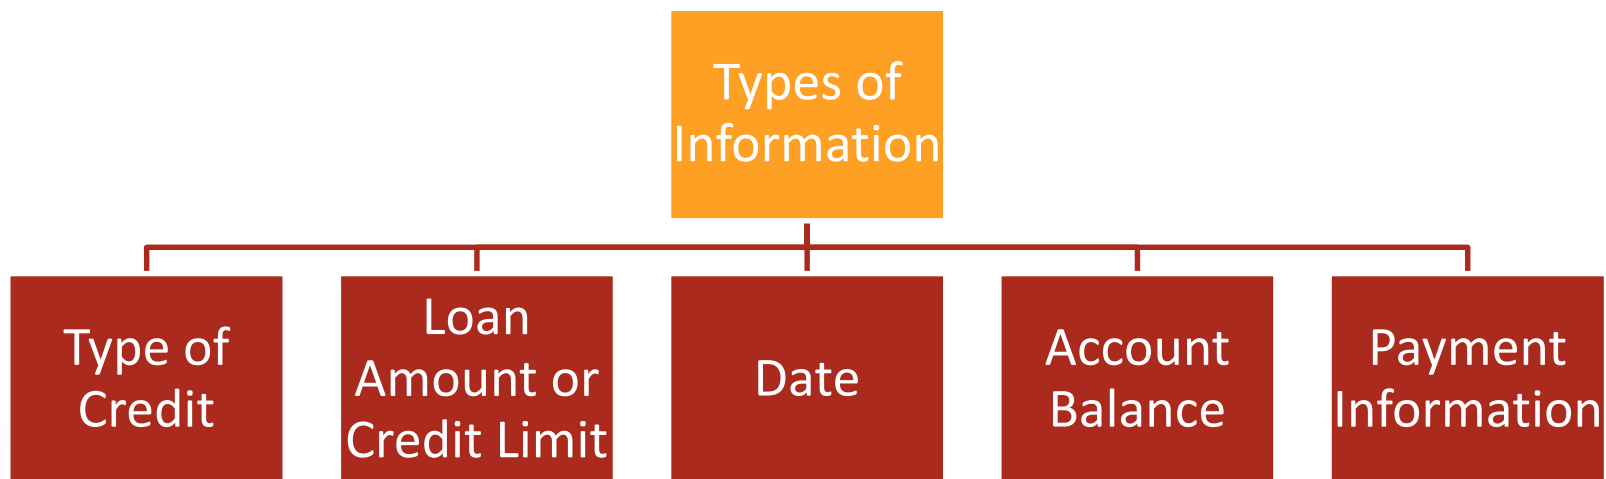 Types of
Information
Type of
Credit
Loan
Amount or
Credit Limit
Date
Account
Balance
Payment
Information